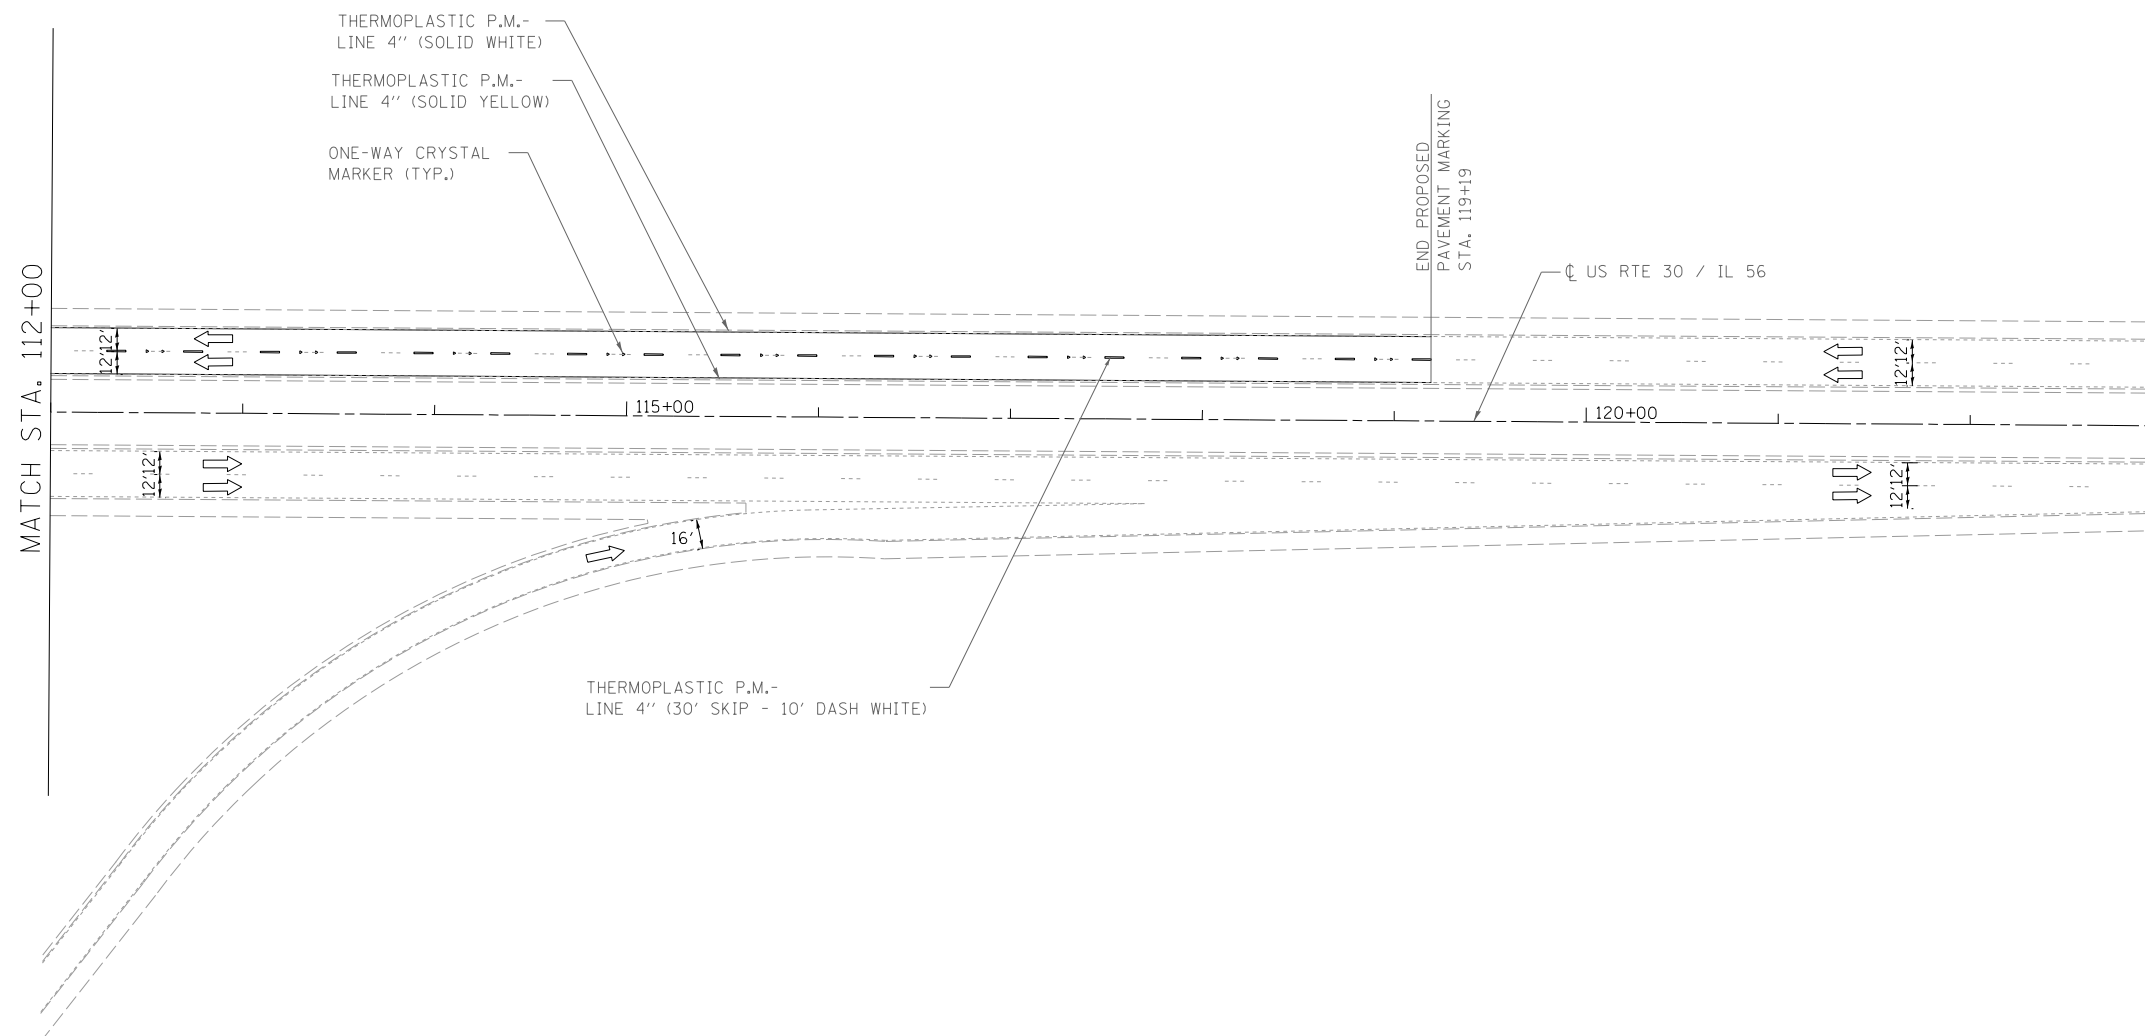 THERMOPLASTIC P.M.-
LINE 4'' (SOLID WHITE)
THERMOPLASTIC P.M.-
LINE 4'' (SOLID YELLOW)
ONE-WAY CRYSTAL
MARKER (TYP.)
END PROPOSED
PAVEMENT MARKING
STA. 119+19
℄ US RTE 30 / IL 56
MATCH STA. 112+00
12'
12'
12'
12'
115+00
120+00
12'
12'
12'
12'
16'
THERMOPLASTIC P.M.-
LINE 4'' (30' SKIP - 10' DASH WHITE)